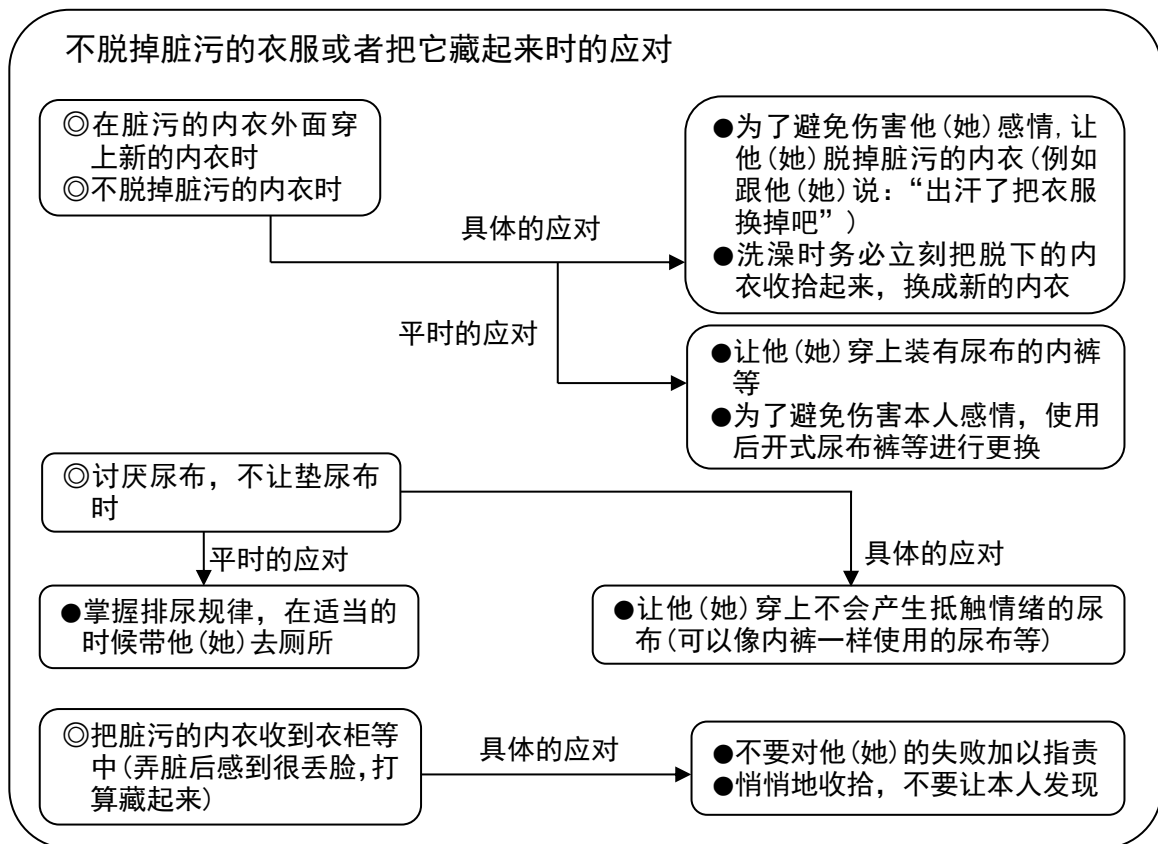 不脱掉脏污的衣服或者把它藏起来时的应对
◎在脏污的内衣外面穿
上新的内衣时
◎不脱掉脏污的内衣时
具体的应对
●为了避免伤害他(她)感情,让
他(她)脱掉脏污的内衣(例如
跟他(她)说：“出汗了把衣服
换掉吧”)
●洗澡时务必立刻把脱下的内
衣收拾起来，换成新的内衣
平时的应对
●让他(她)穿上装有尿布的内裤
等
●为了避免伤害本人感情，使用
后开式尿布裤等进行更换
◎讨厌尿布，不让垫尿布
时
平时的应对
●掌握排尿规律，在适当的
时候带他(她)去厕所
具体的应对
●让他(她)穿上不会产生抵触情绪的尿
布(可以像内裤一样使用的尿布等)
◎把脏污的内衣收到衣柜等
中(弄脏后感到很丢脸,打
算藏起来)
具体的应对
●不要对他(她)的失败加以指责
●悄悄地收拾，不要让本人发现